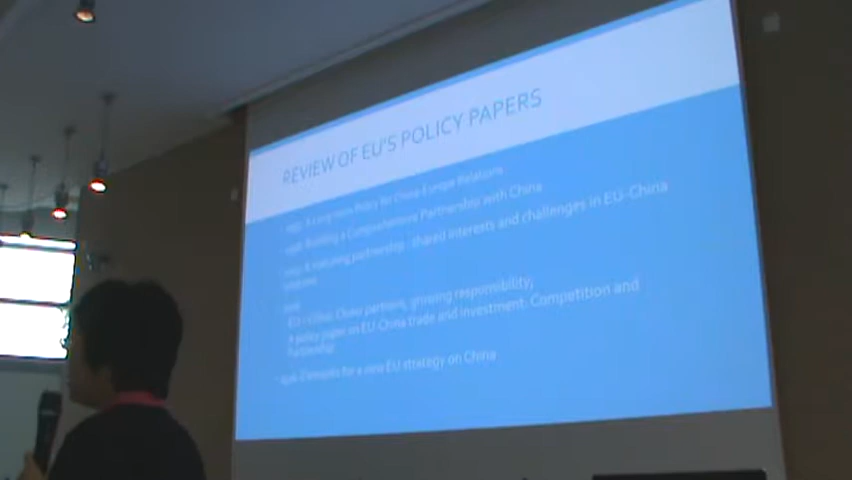 REVIEW OF EU'S POLICY PAPERS
A Long-term Policy for China-Europe Relations
Building a Comprehensive Partnership with China
A maturing partnership: shared interests and challenges in EU-China
EU-China: Closer partners, growing responsibility;
A policy paper on EU-China trade and investment: Competition and
Partnership
Elements for a new EU strategy on China